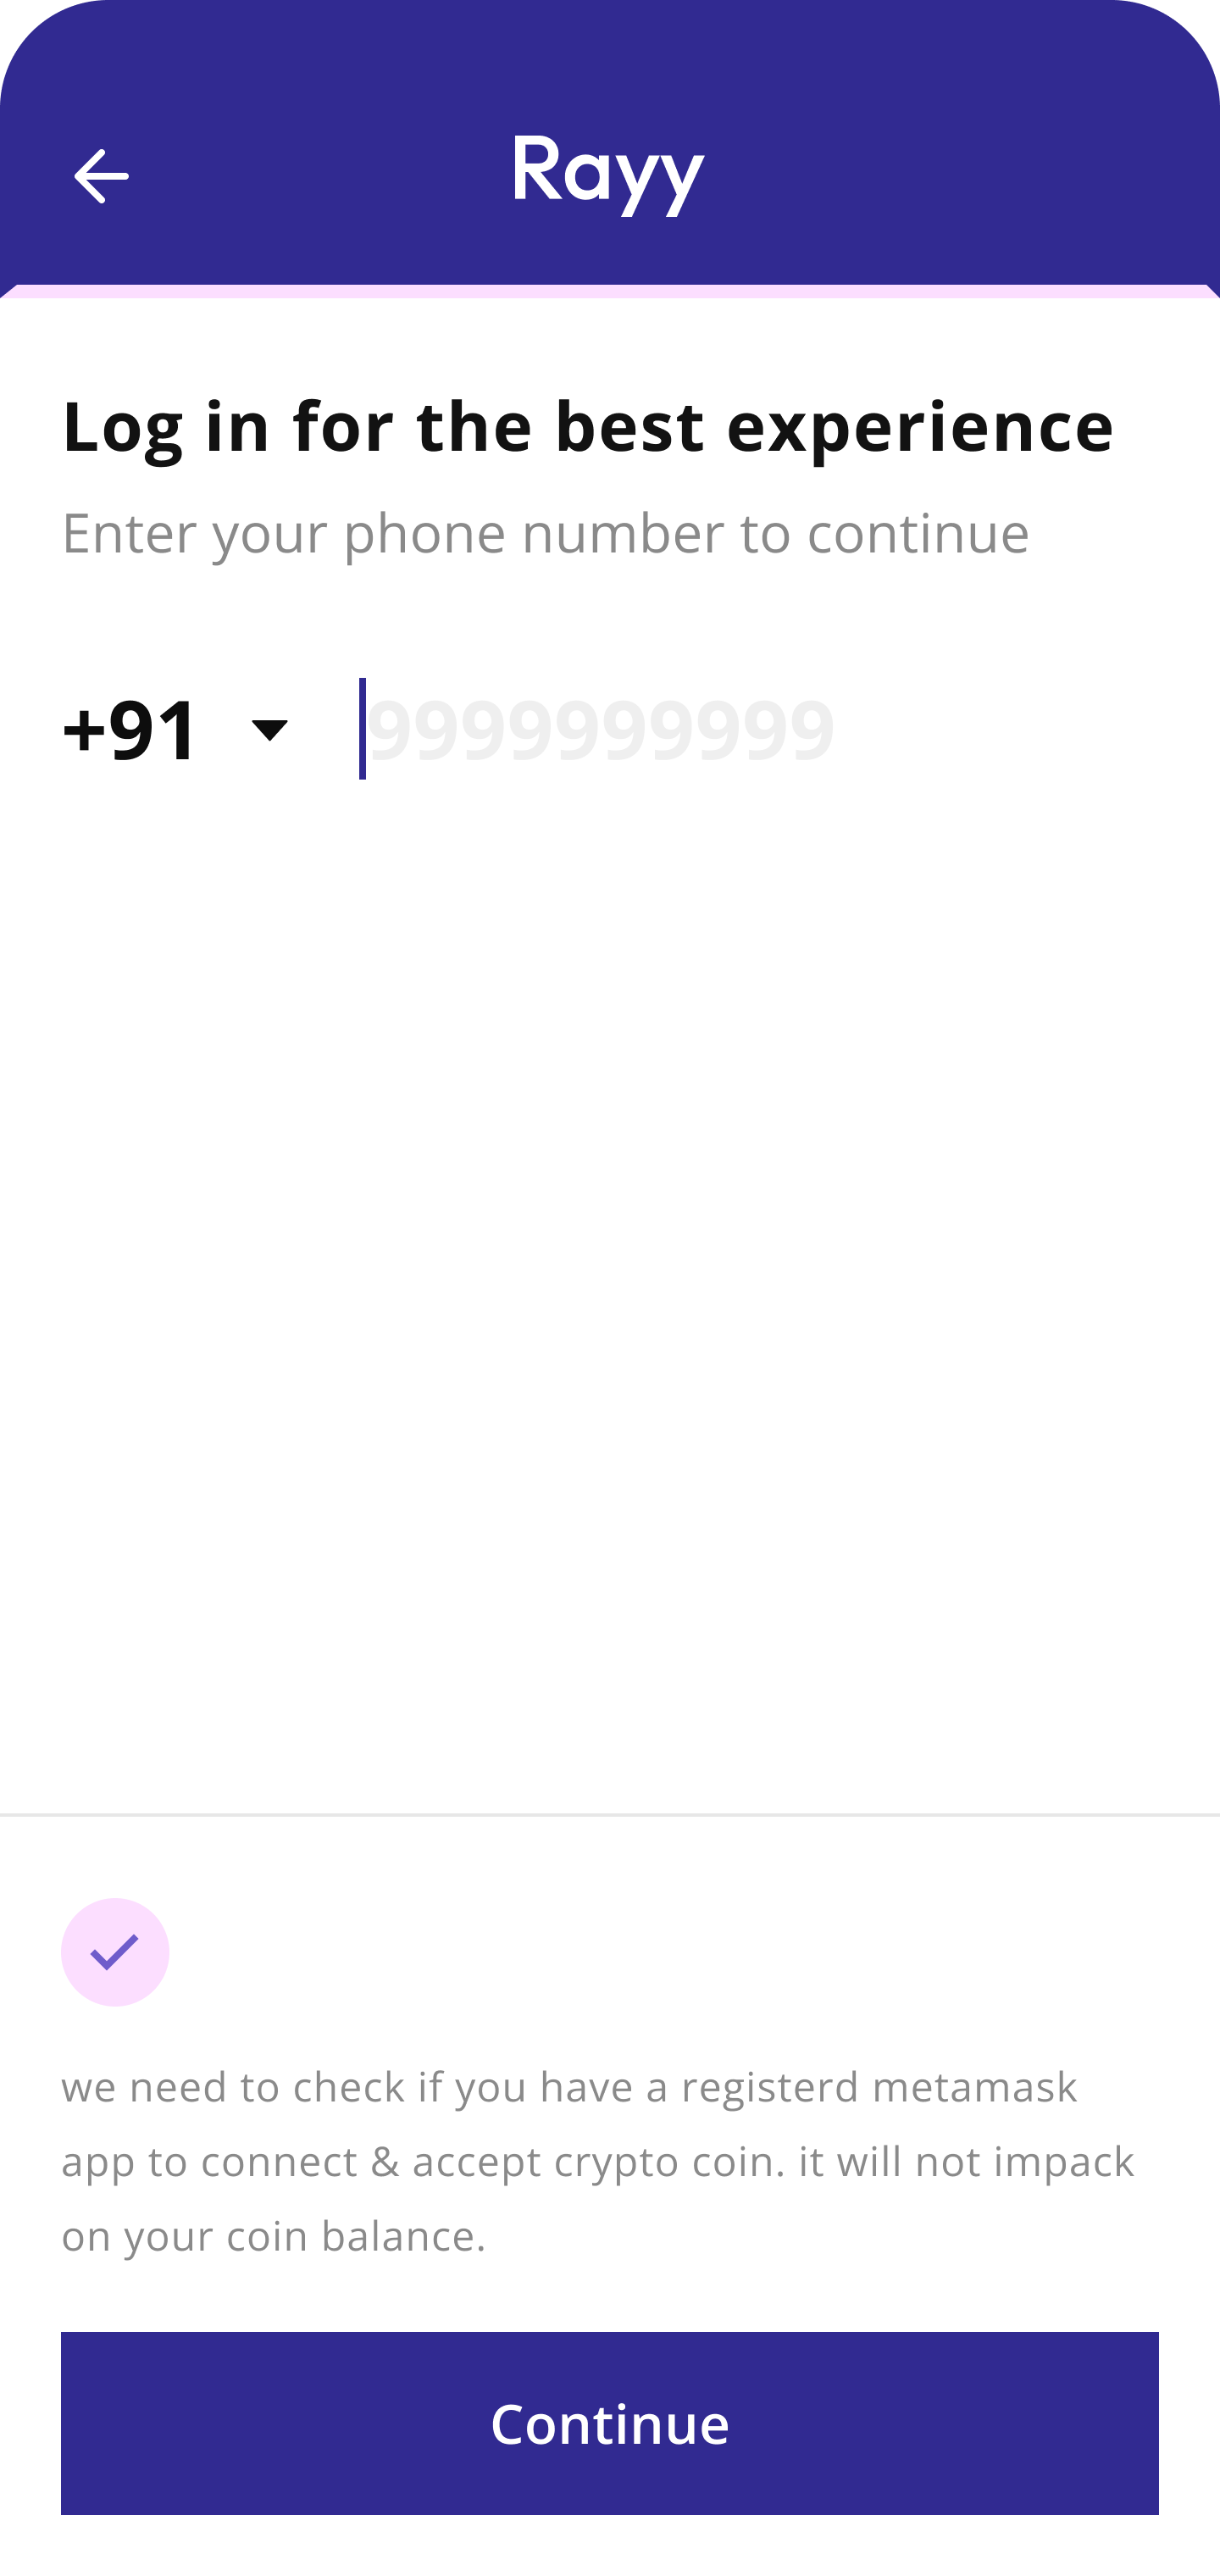 Rayy
Log in for the best experience
Enter your phone number to continue
+91 9999999999
we need to check if you have a registerd metamask
app to connect & accept crypto coin. it will not impack
on your coin balance.
Continue